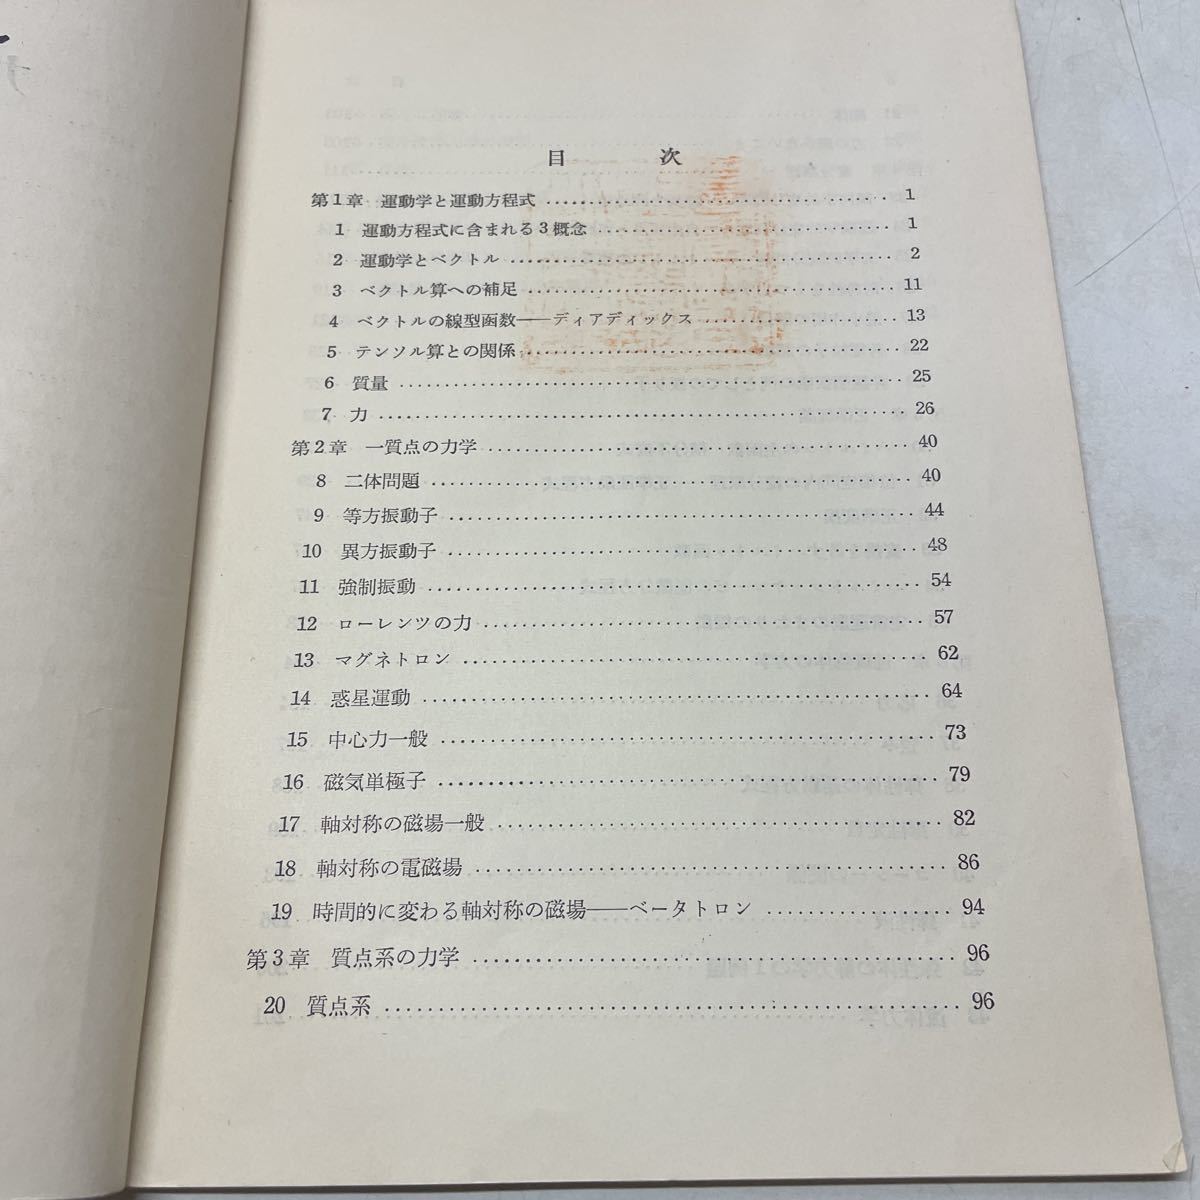 目 次
第1章 運動学と運動方程式 1
1 運動方程式に含まれる3概念 1
2 運動学とベクトル 2
3 ベクトル算への補足 11
4 ベクトルの線型函数――ディアディックス 13
5 テンソル算との関係 22
6 質量 25
7 力 26
第2章 一質点の力学 40
8 二体問題 40
9 等方振動子 44
10 異方振動子 48
11 強制振動 54
12 ローレンツの力 57
13 マグネトロン 62
14 惑星運動 64
15 中心力一般 73
16 磁気単極子 79
17 軸対称の磁場一般 82
18 軸対称の電磁場 86
19 時間的に変わる軸対称の磁場――ベータトロン 94
第3章 質点系の力学 96
20 質点系 96